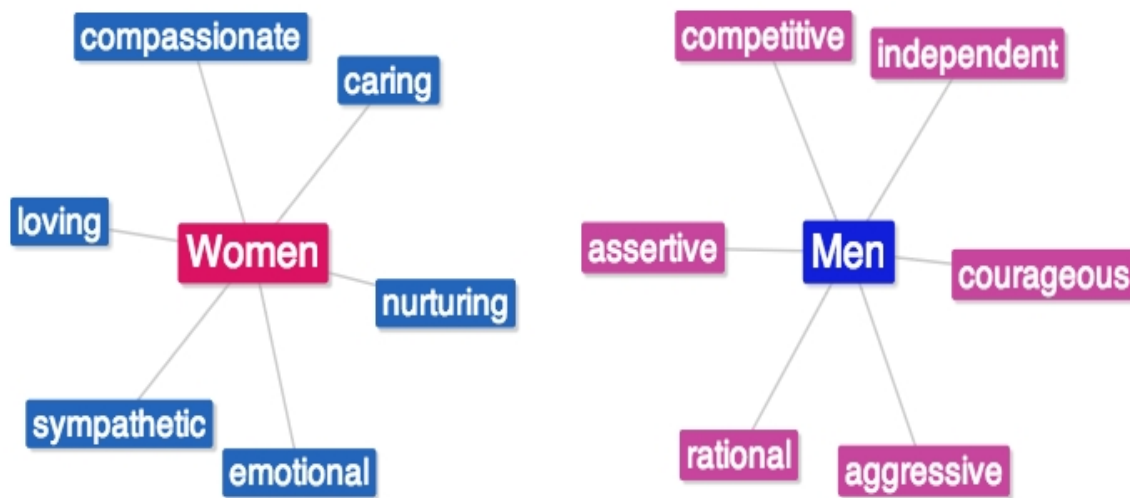 compassionate
caring
loving
Women
nurturing
sympathetic
emotional
competitive
independent
assertive
Men
courageous
rational
aggressive